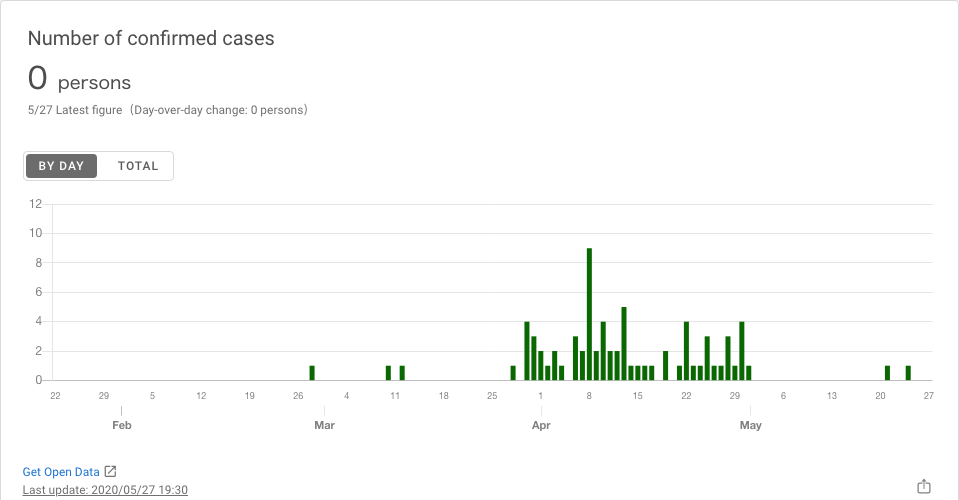 Number of confirmed cases
0 persons
5/27 Latest figure（Day-over-day change: 0 persons）
BY DAY TOTAL
12
10
8
6
4
2
0
22 29 5 12 19 26 4 11 18 25 1 8 15 22 29 6 13 20 27
Feb Mar Apr May
Get Open Data
Last update: 2020/05/27 19:30